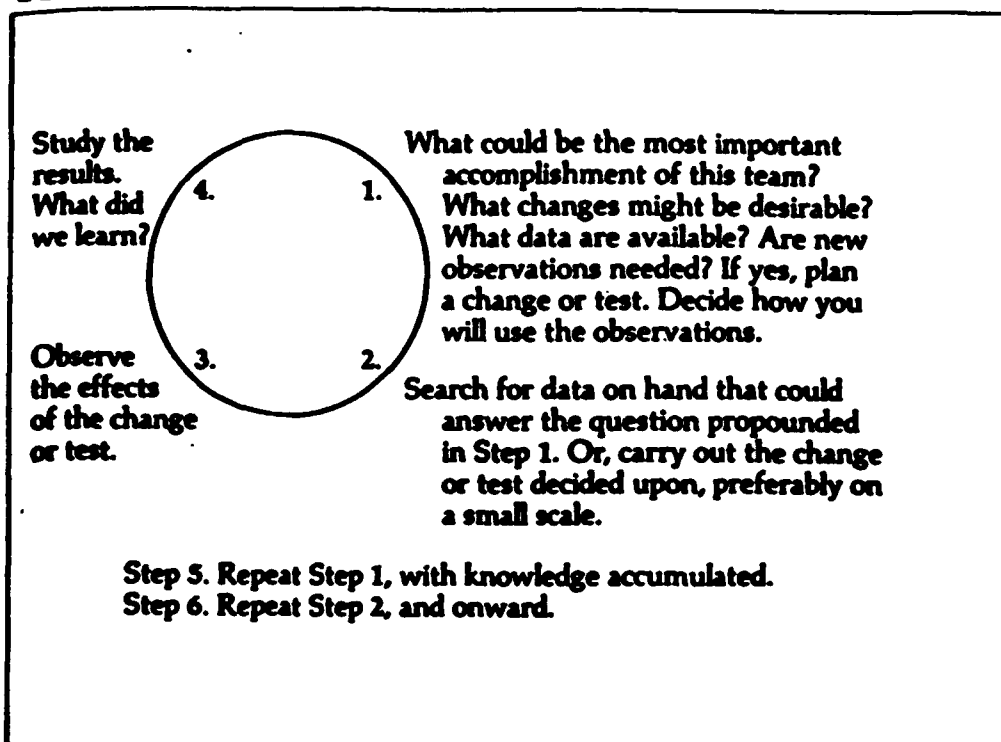 What could be the most important
accomplishment of this team?
What changes might be desirable?
What data are available? Are new
observations needed? If yes, plan
a change or test. Decide how you
will use the observations.
Search for data on hand that could
answer the question propounded
in Step 1. Or, carry out the change
or test decided upon, preferably on
a small scale.
Observe
the effects
of the change
or test.
Study the
results.
What did
we learn?
4.
1.
3.
2.
Step 5. Repeat Step 1, with knowledge accumulated.
Step 6. Repeat Step 2, and onward.